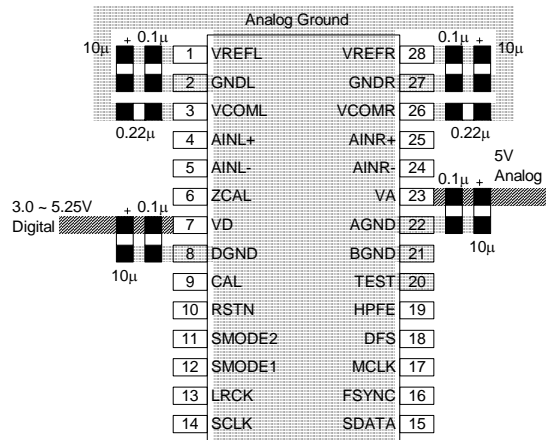 Analog Ground
10µ + 0.1µ
0.1µ + 10µ
1 VREFL VREFR 28
2 GNDL GNDR 27
3 VCOML VCOMR 26
0.22µ
0.22µ
4 AINL+ AINR+ 25
5 AINL- AINR- 24
5V
Analog
0.1µ +
6 ZCAL VA 23
3.0 ~ 5.25V
Digital
+ 0.1µ
7 VD AGND 22
10µ
8 DGND BGND 21
10µ
9 CAL TEST 20
10 RSTN HPFE 19
11 SMODE2 DFS 18
12 SMODE1 MCLK 17
13 LRCK FSYNC 16
14 SCLK SDATA 15